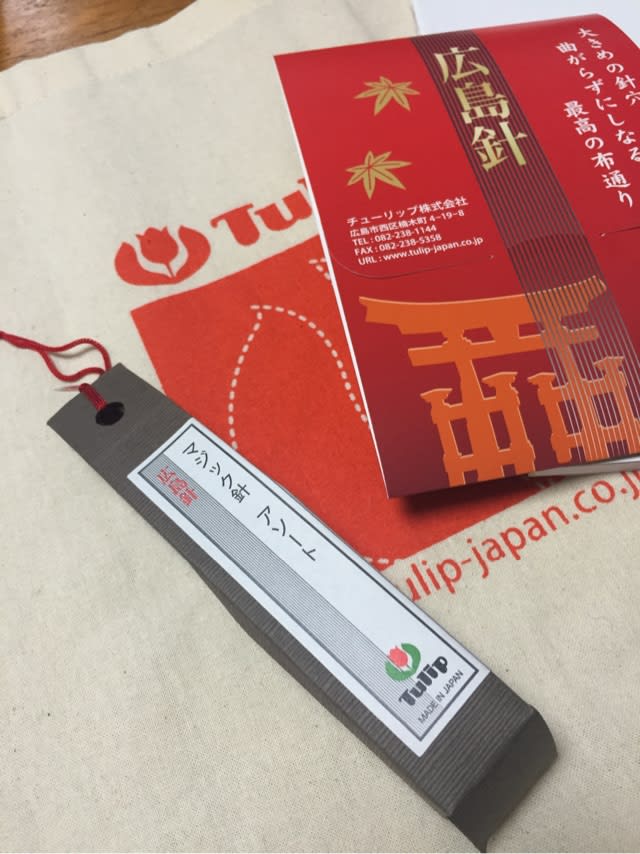 広島針
大きめの針穴
曲がらずにしなる
最高の布通り
チューリップ株式会社
広島市西区楠木町 4-19-8
TEL : 082-238-1144
FAX : 082-238-5358
URL : www.tulip-japan.co.jp
Tu
ulip-japan.co.j
広島針
マジック針 アソート
Tulip
MADE IN JAPAN